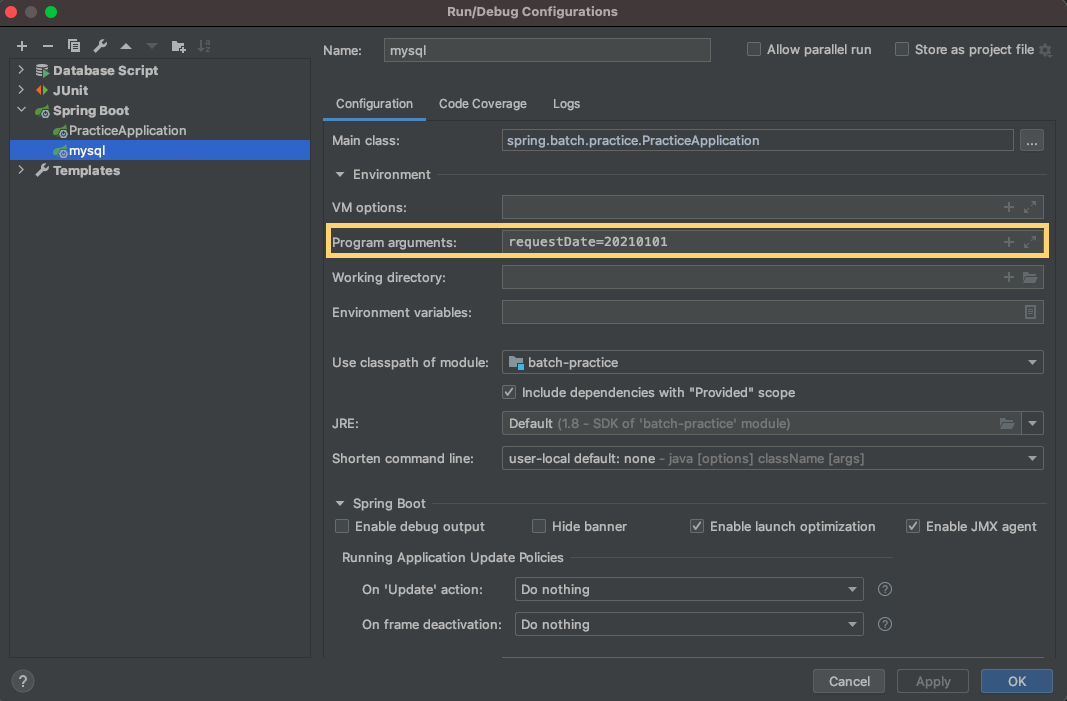 Run/Debug Configurations
Name: mysql Allow parallel run Store as project file
Database Script
JUnit
Spring Boot
PracticeApplication
mysql
Templates
Configuration Code Coverage Logs
Main class: spring.batch.practice.PracticeApplication ...
Environment
VM options:
Program arguments: requestDate=20210101
Working directory:
Environment variables:
Use classpath of module: batch-practice
Include dependencies with "Provided" scope
JRE: Default (1.8 - SDK of 'batch-practice' module)
Shorten command line: user-local default: none - java [options] className [args]
Spring Boot
Enable debug output Hide banner Enable launch optimization Enable JMX agent
Running Application Update Policies
On 'Update' action: Do nothing ?
On frame deactivation: Do nothing ?
? Cancel Apply OK